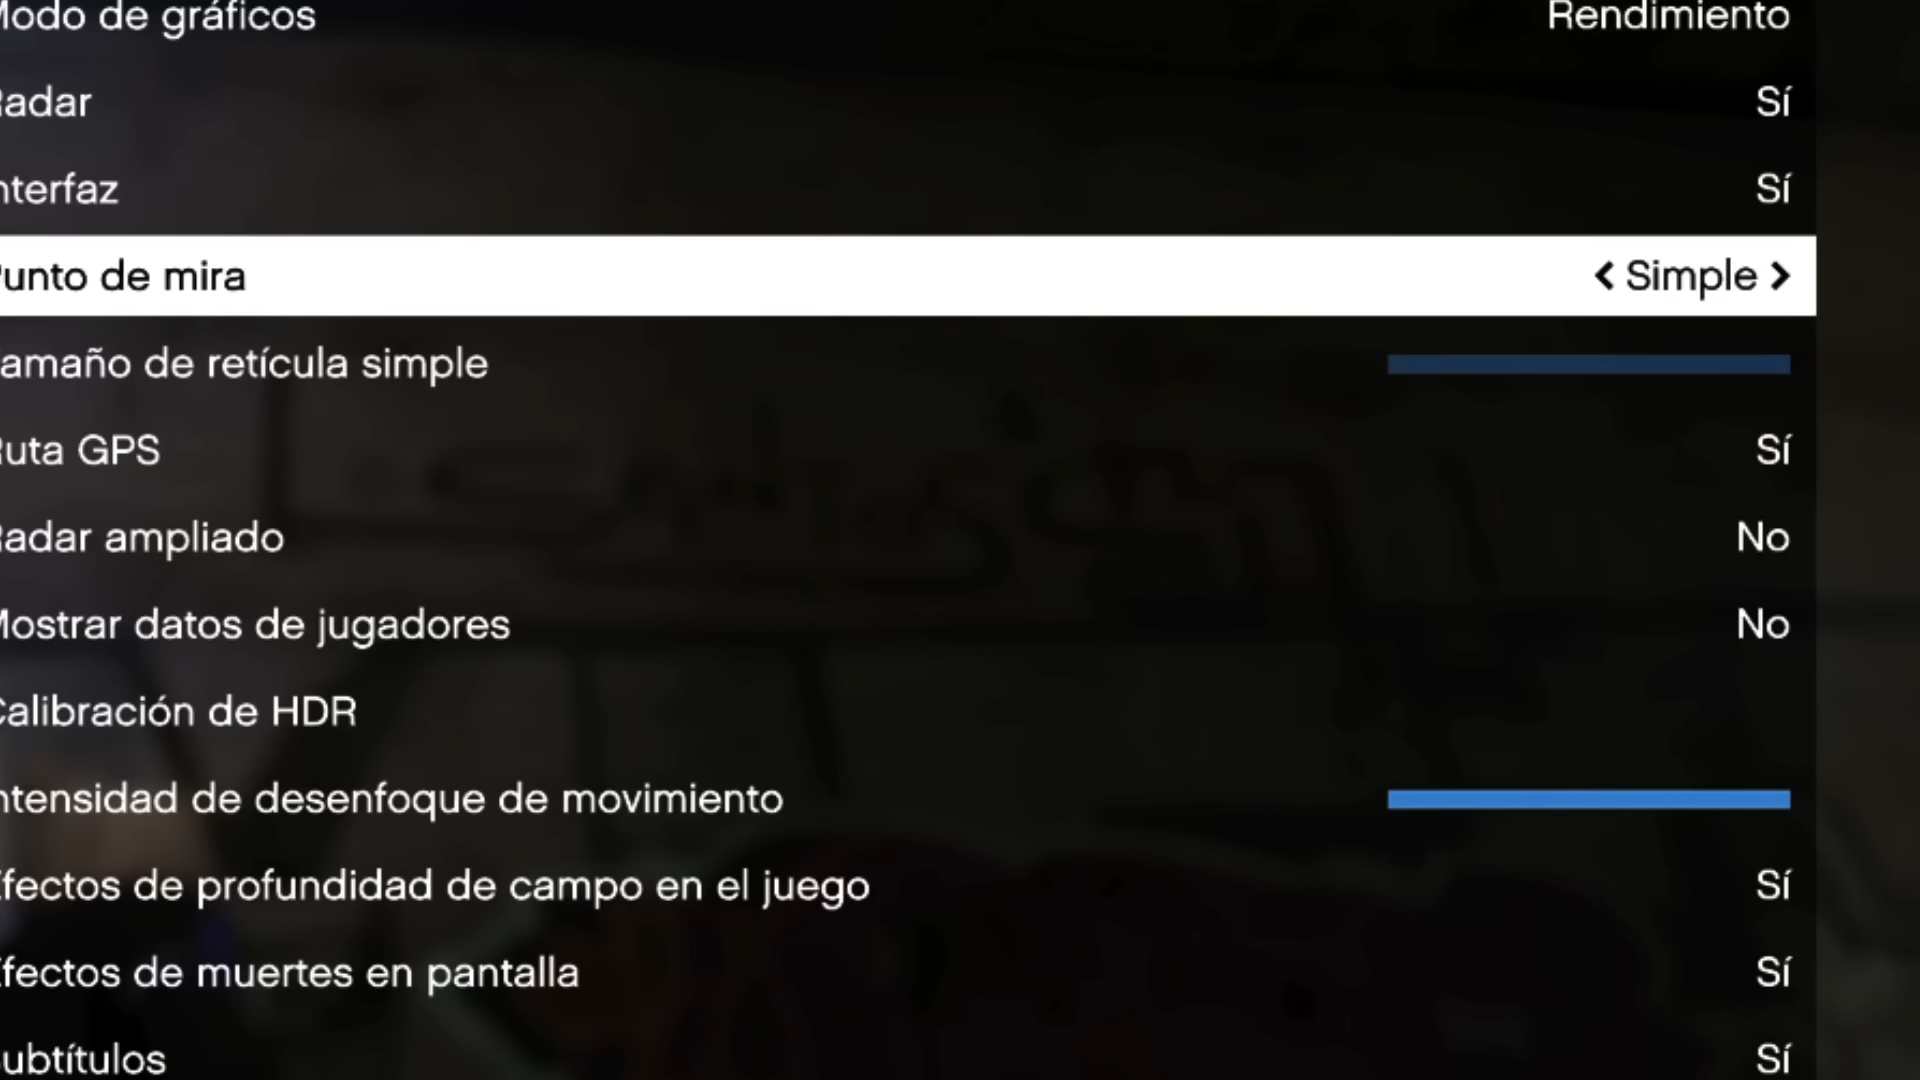 Modo de gráficos Rendimiento
Radar Sí
Interfaz Sí
Punto de mira < Simple >
Tamaño de retícula simple
Ruta GPS Sí
Radar ampliado No
Mostrar datos de jugadores No
Calibración de HDR
Intensidad de desenfoque de movimiento
Efectos de profundidad de campo en el juego Sí
Efectos de muertes en pantalla Sí
Subtítulos Sí